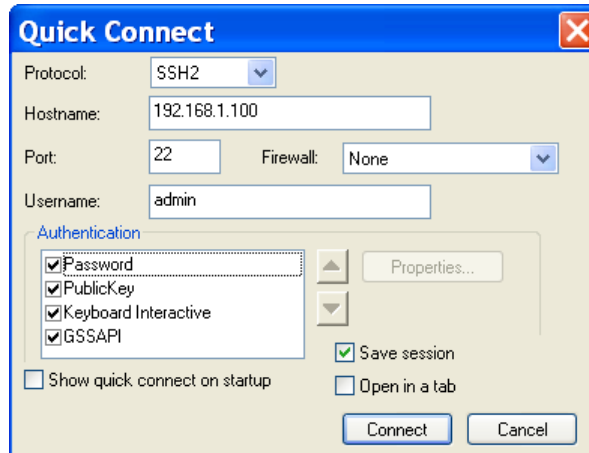 Quick Connect
Protocol: SSH2
Hostname: 192.168.1.100
Port: 22 Firewall: None
Username: admin
Authentication
Password
PublicKey
Keyboard Interactive
GSSAPI
Properties...
Save session
Show quick connect on startup
Open in a tab
Connect Cancel